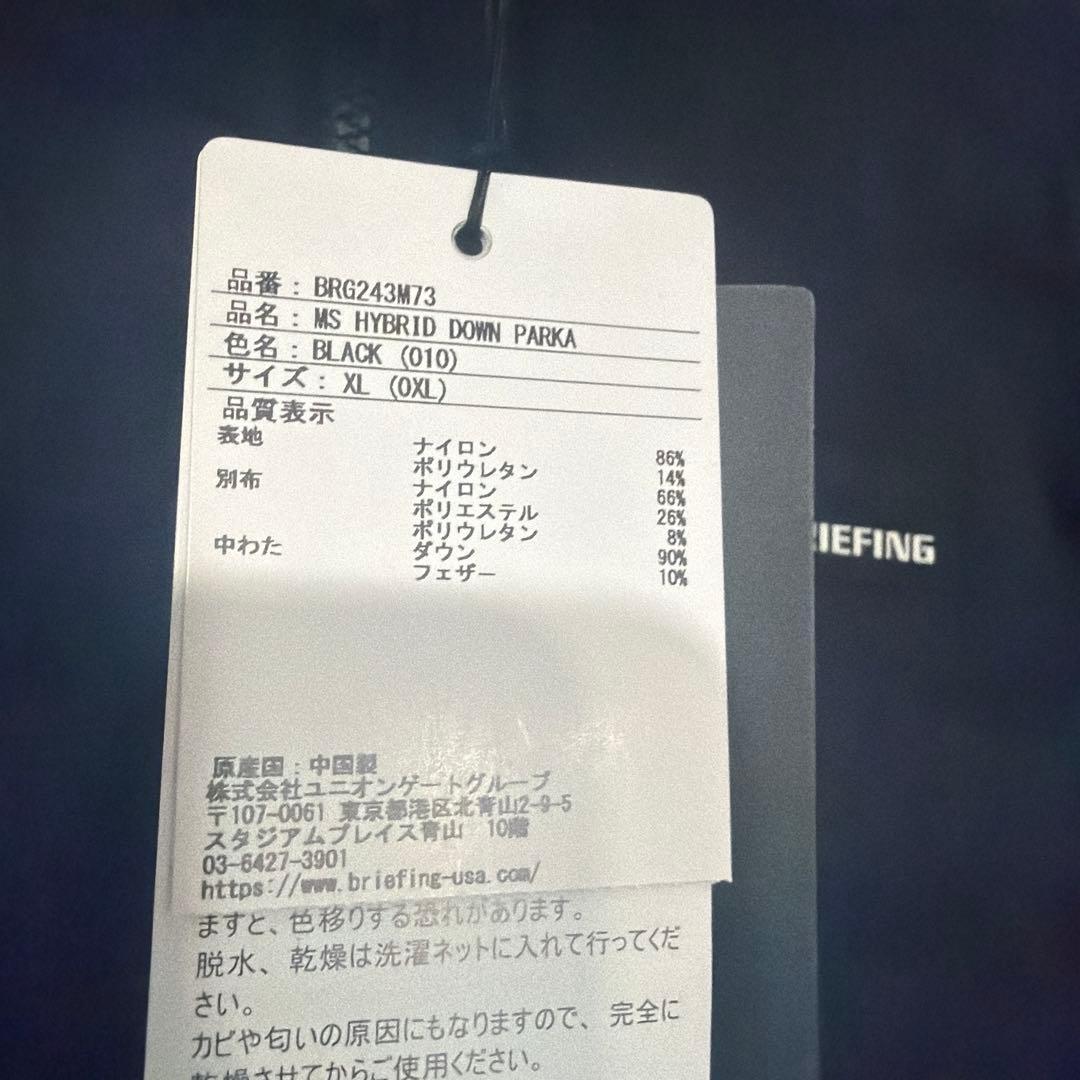 品番: BRG243M73
品名: MS HYBRID DOWN PARKA
色名: BLACK (010)
サイズ: XL (0XL)
品質表示
表地 ナイロン 86%
ポリウレタン 14%
別布 ナイロン 66%
ポリエステル 26%
ポリウレタン 8%
中わた ダウン 90%
フェザー 10%
原産国:中国製
株式会社ユニオンゲートグループ
〒107-0061 東京都港区北青山2-9-5
スタジアムプレイス青山 10階
03-6427-3901
https://www.briefing-usa.com/
ますと、色移りする恐れがあります。
脱水、乾燥は洗濯ネットに入れて行ってくだ
さい。
カビや匂いの原因にもなりますので、完全に
乾燥させてからご使用ください。
RIEFING